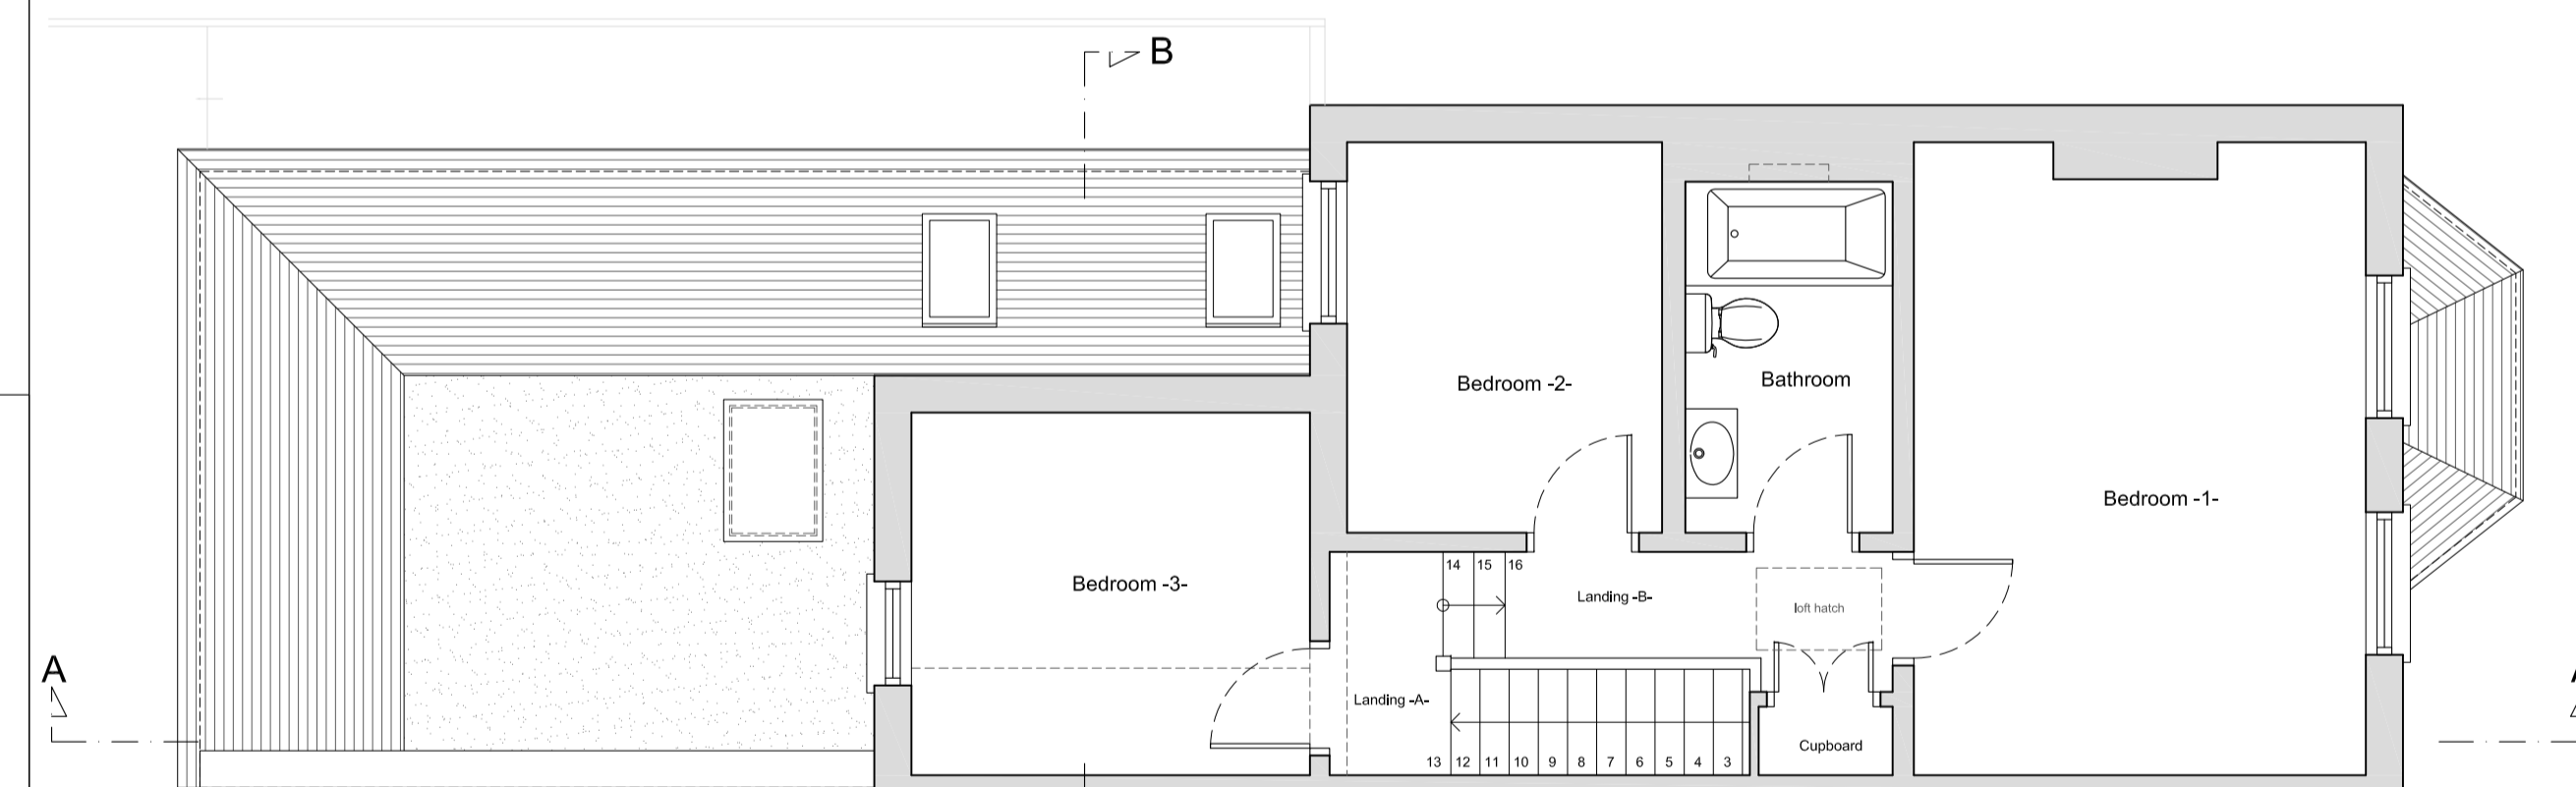 B
Bedroom -2-
Bathroom
Bedroom -1-
14 15 16
Bedroom -3-
Landing -B-
loft hatch
A
Landing -A-
13 12 11 10 9 8 7 6 5 4 3
Cupboard